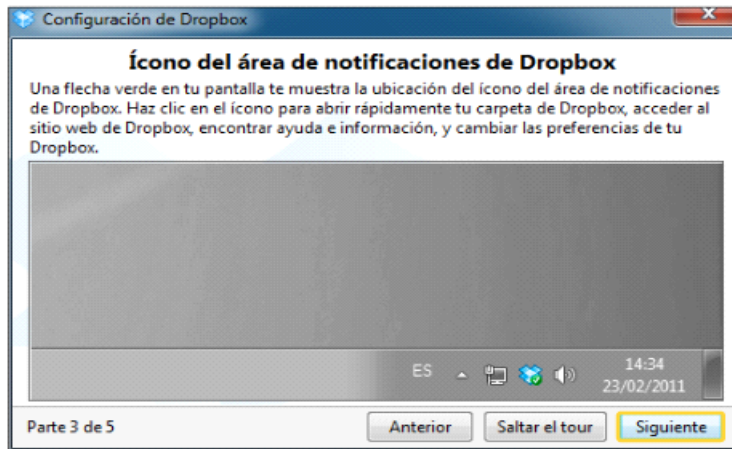 Configuración de Dropbox
Ícono del área de notificaciones de Dropbox
Una flecha verde en tu pantalla te muestra la ubicación del ícono del área de notificaciones
de Dropbox. Haz clic en el ícono para abrir rápidamente tu carpeta de Dropbox, acceder al
sitio web de Dropbox, encontrar ayuda e información, y cambiar las preferencias de tu
Dropbox.
ES
14:34
23/02/2011
Parte 3 de 5
Anterior
Saltar el tour
Siguiente